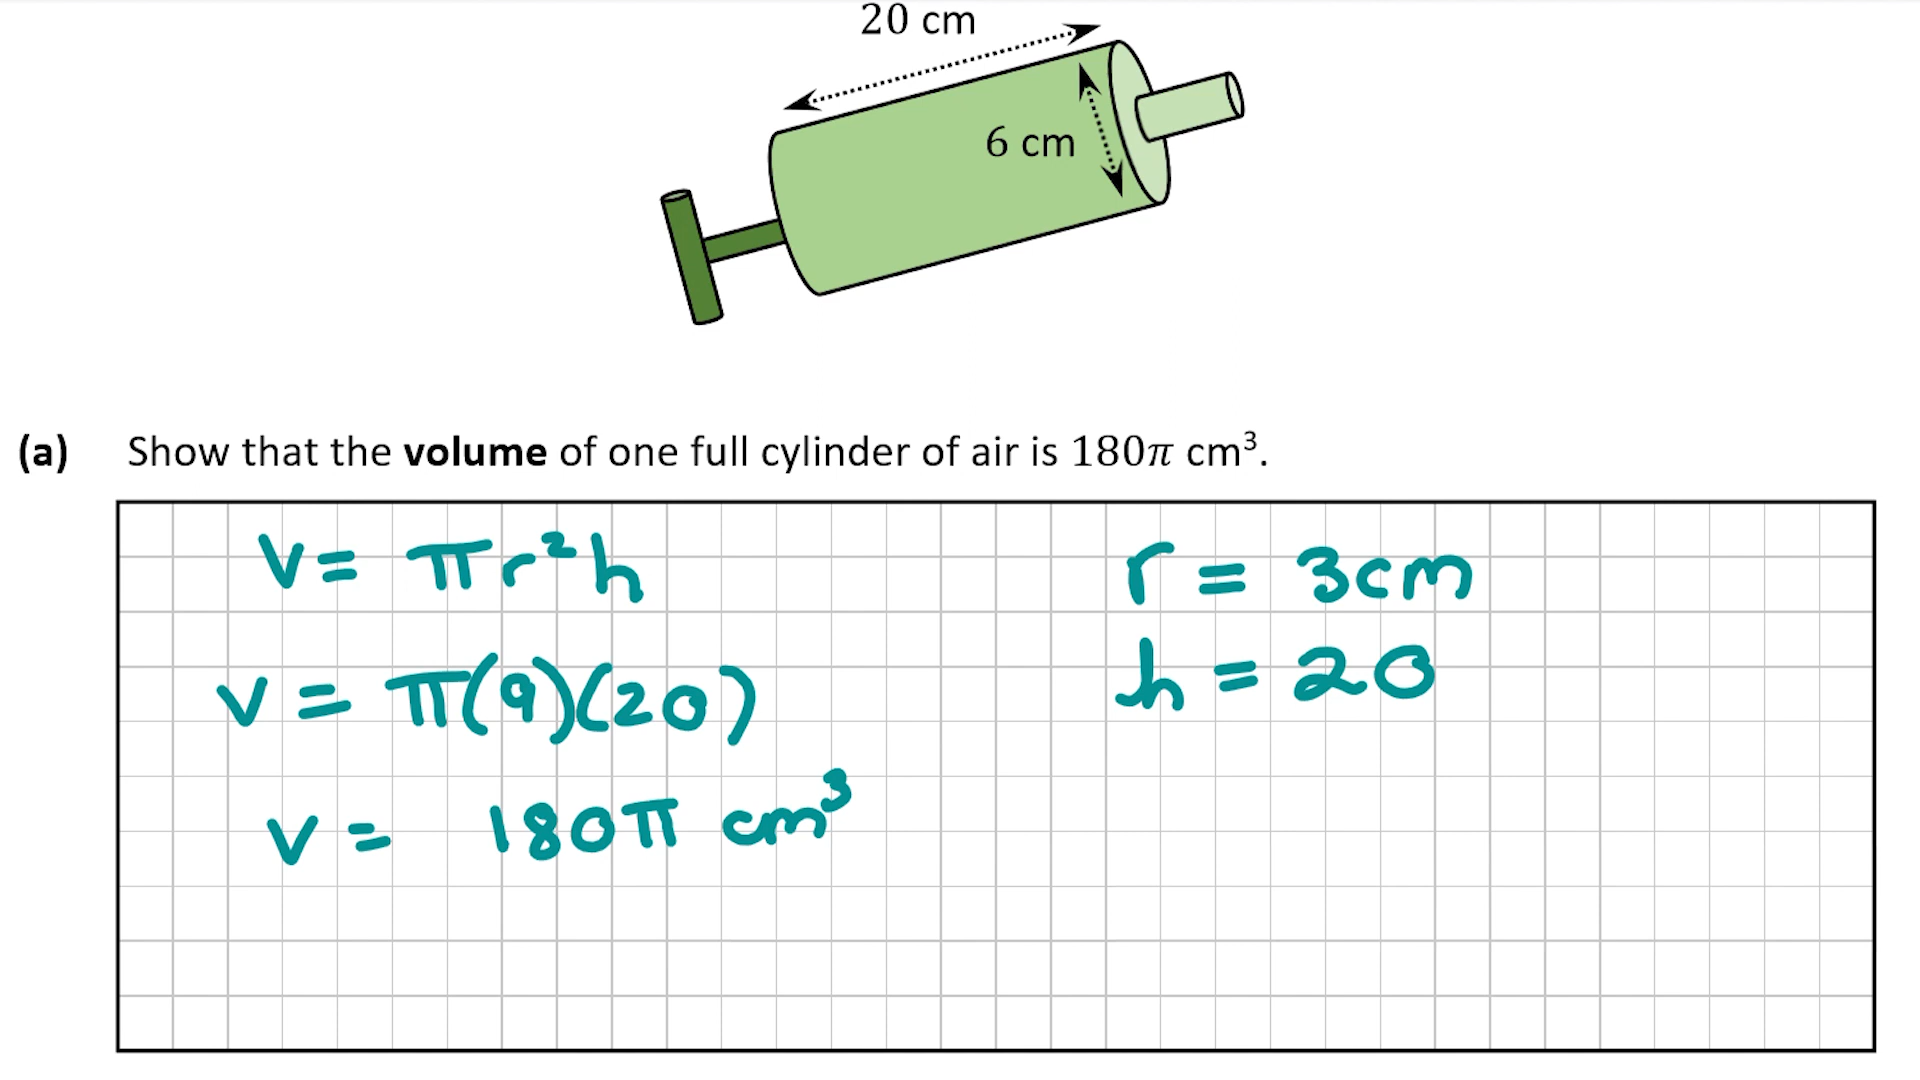 20 cm
6 cm
(a) Show that the volume of one full cylinder of air is 180π cm³.
V = πr²h
r = 3cm
V = π(9)(20)
h = 20
V = 180π cm³